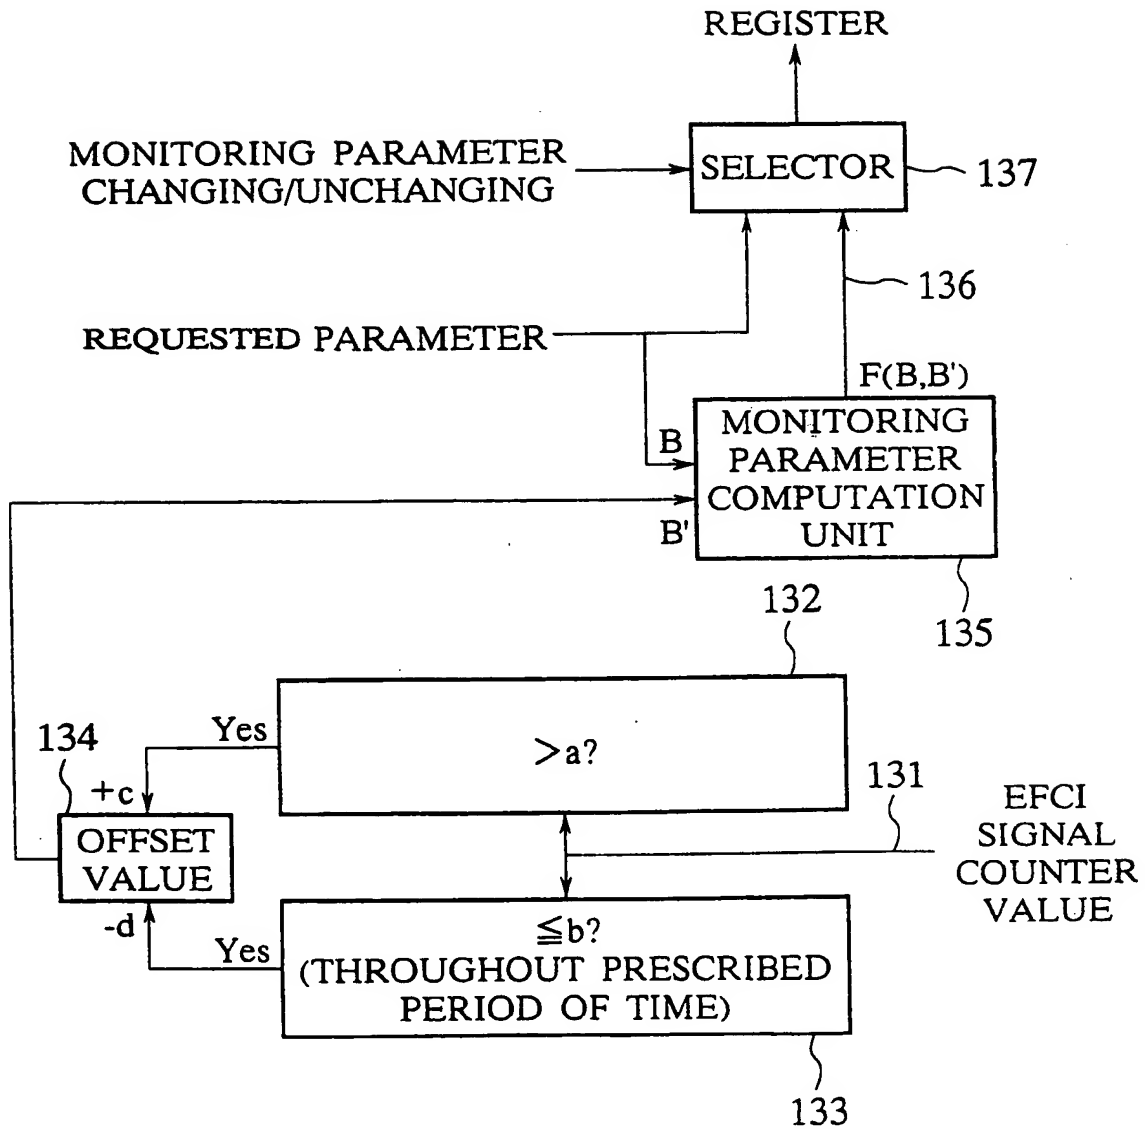 REGISTER
MONITORING PARAMETER
CHANGING/UNCHANGING
SELECTOR
137
136
REQUESTED PARAMETER
F(B,B')
B
B'
MONITORING
PARAMETER
COMPUTATION
UNIT
135
132
134
Yes
+c
>a?
131
EFCI
SIGNAL
COUNTER
VALUE
OFFSET
VALUE
-d
Yes
≦b?
(THROUGHOUT PRESCRIBED
PERIOD OF TIME)
133